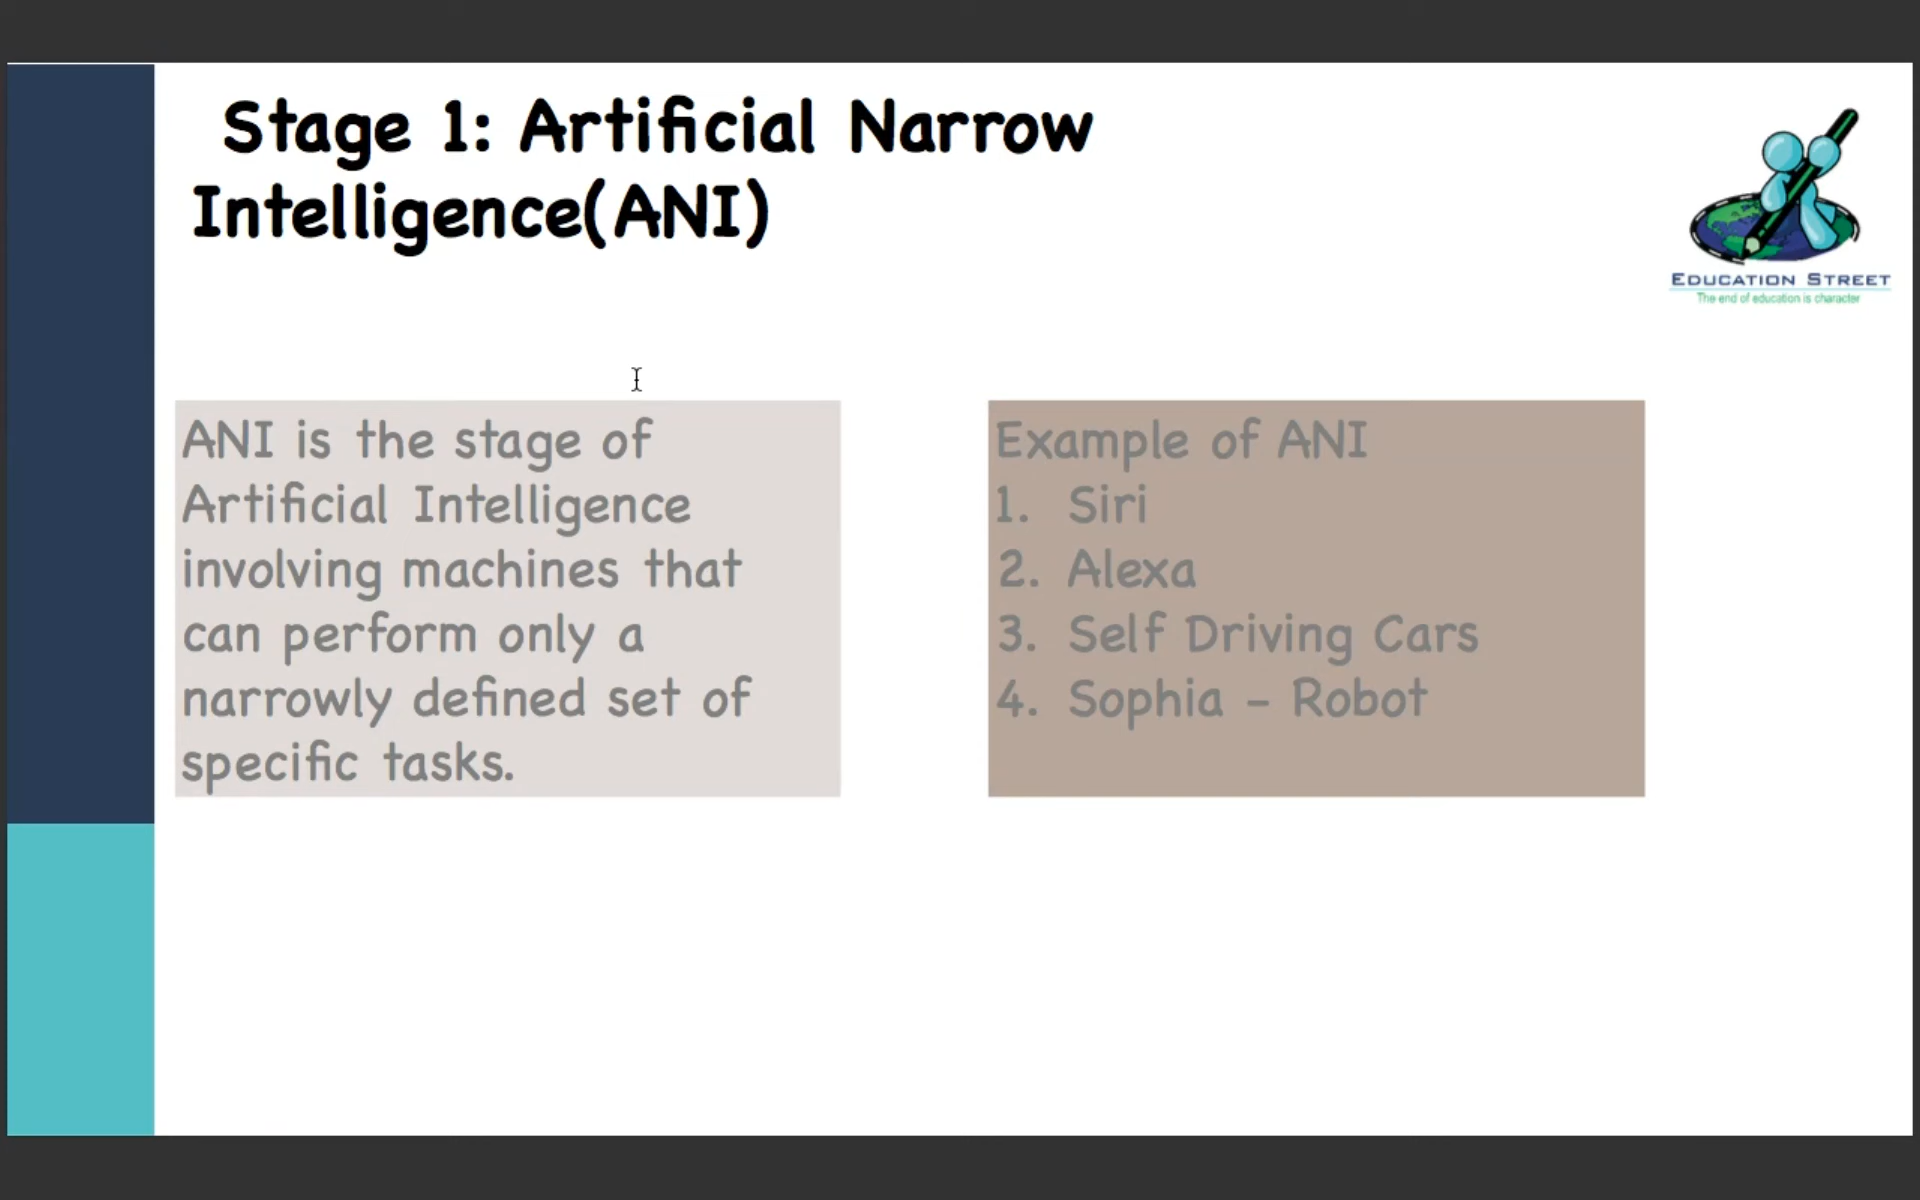 Stage 1: Artificial Narrow
Intelligence(ANI)
EDUCATION STREET
The end of education is character
ANI is the stage of
Artificial Intelligence
involving machines that
can perform only a
narrowly defined set of
specific tasks.
Example of ANI
1. Siri
2. Alexa
3. Self Driving Cars
4. Sophia - Robot